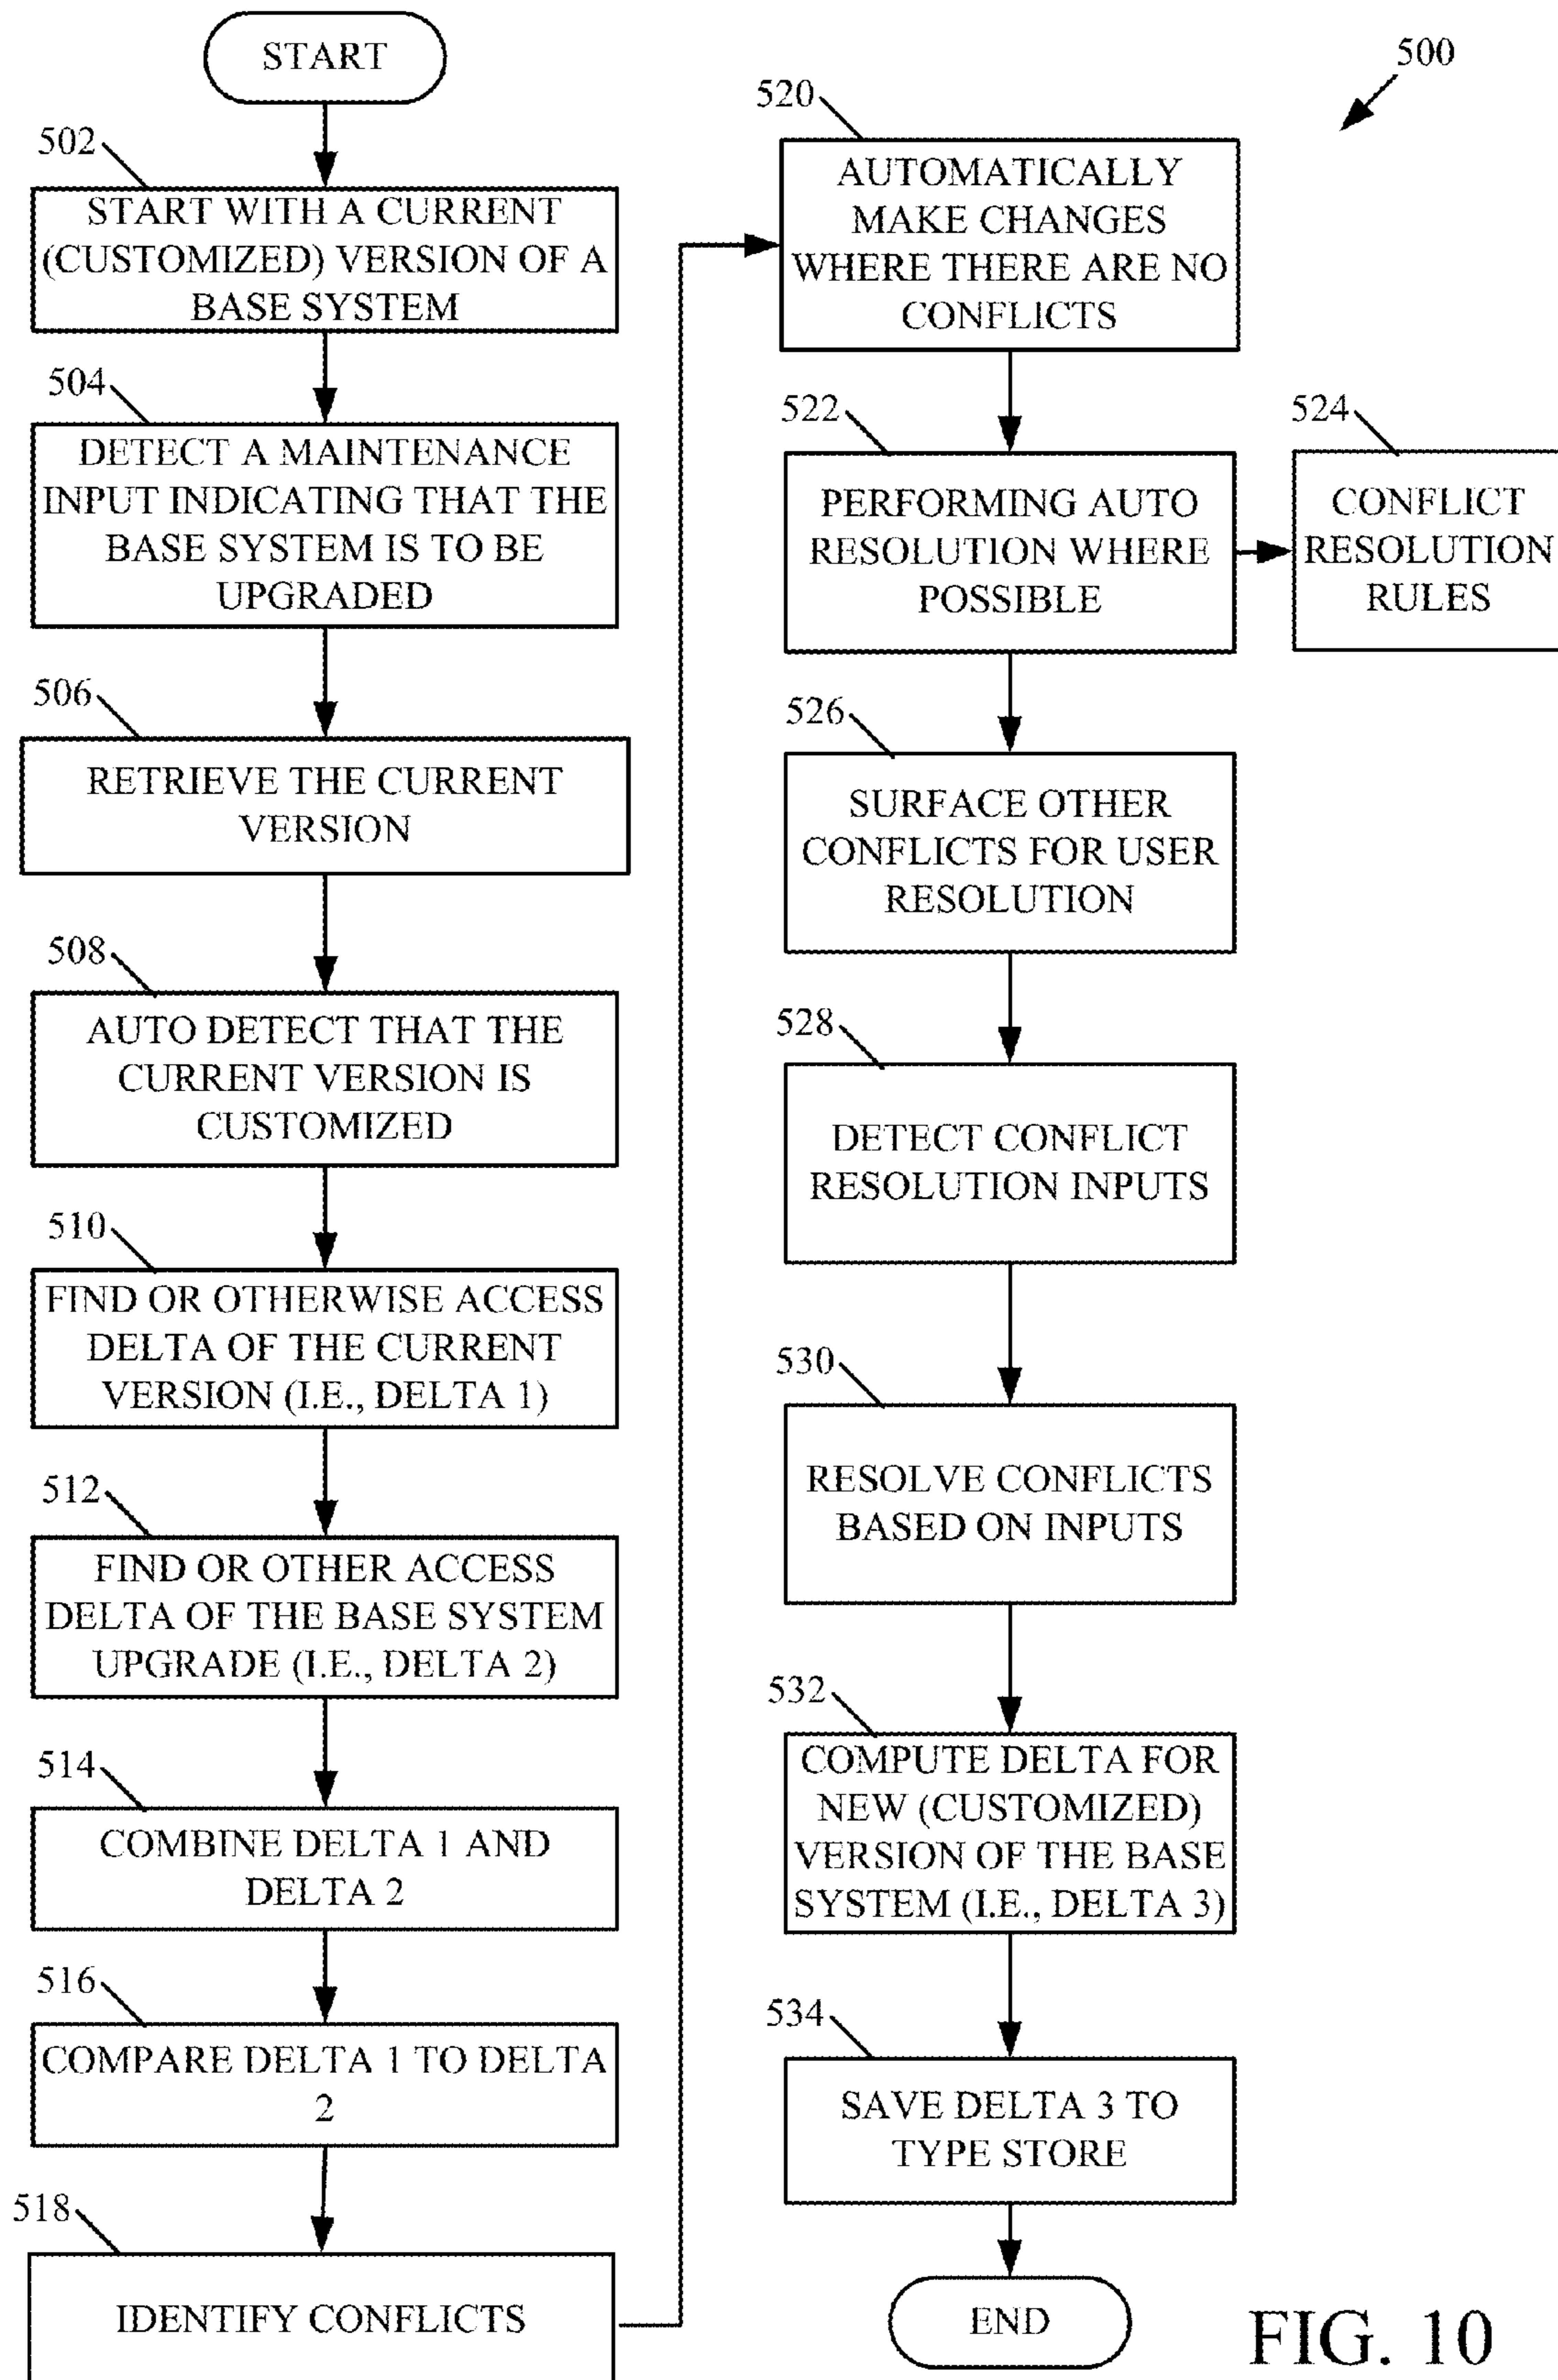 START
502
START WITH A CURRENT
(CUSTOMIZED) VERSION OF A
BASE SYSTEM
504
DETECT A MAINTENANCE
INPUT INDICATING THAT THE
BASE SYSTEM IS TO BE
UPGRADED
506
RETRIEVE THE CURRENT
VERSION
508
AUTO DETECT THAT THE
CURRENT VERSION IS
CUSTOMIZED
510
FIND OR OTHERWISE ACCESS
DELTA OF THE CURRENT
VERSION (I.E., DELTA 1)
512
FIND OR OTHER ACCESS
DELTA OF THE BASE SYSTEM
UPGRADE (I.E., DELTA 2)
514
COMBINE DELTA 1 AND
DELTA 2
516
COMPARE DELTA 1 TO DELTA
2
518
IDENTIFY CONFLICTS
500
520
AUTOMATICALLY
MAKE CHANGES
WHERE THERE ARE NO
CONFLICTS
522
PERFORMING AUTO
RESOLUTION WHERE
POSSIBLE
524
CONFLICT
RESOLUTION
RULES
526
SURFACE OTHER
CONFLICTS FOR USER
RESOLUTION
528
DETECT CONFLICT
RESOLUTION INPUTS
530
RESOLVE CONFLICTS
BASED ON INPUTS
532
COMPUTE DELTA FOR
NEW (CUSTOMIZED)
VERSION OF THE BASE
SYSTEM (I.E., DELTA 3)
534
SAVE DELTA 3 TO
TYPE STORE
END
FIG. 10